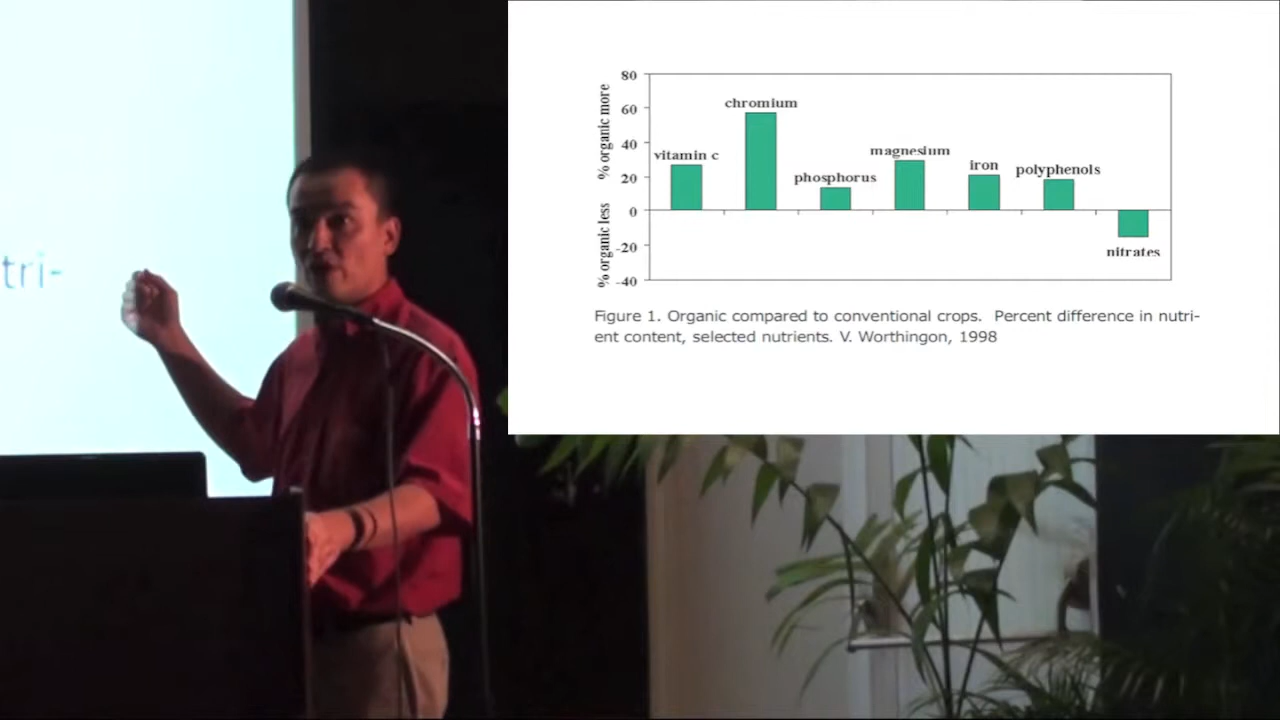 tri-
80
60
40
20
0
-20
-40
% organic more
% organic less
chromium
vitamin c
magnesium
iron
polyphenols
phosphorus
nitrates
Figure 1. Organic compared to conventional crops. Percent difference in nutri-
ent content, selected nutrients. V. Worthingon, 1998